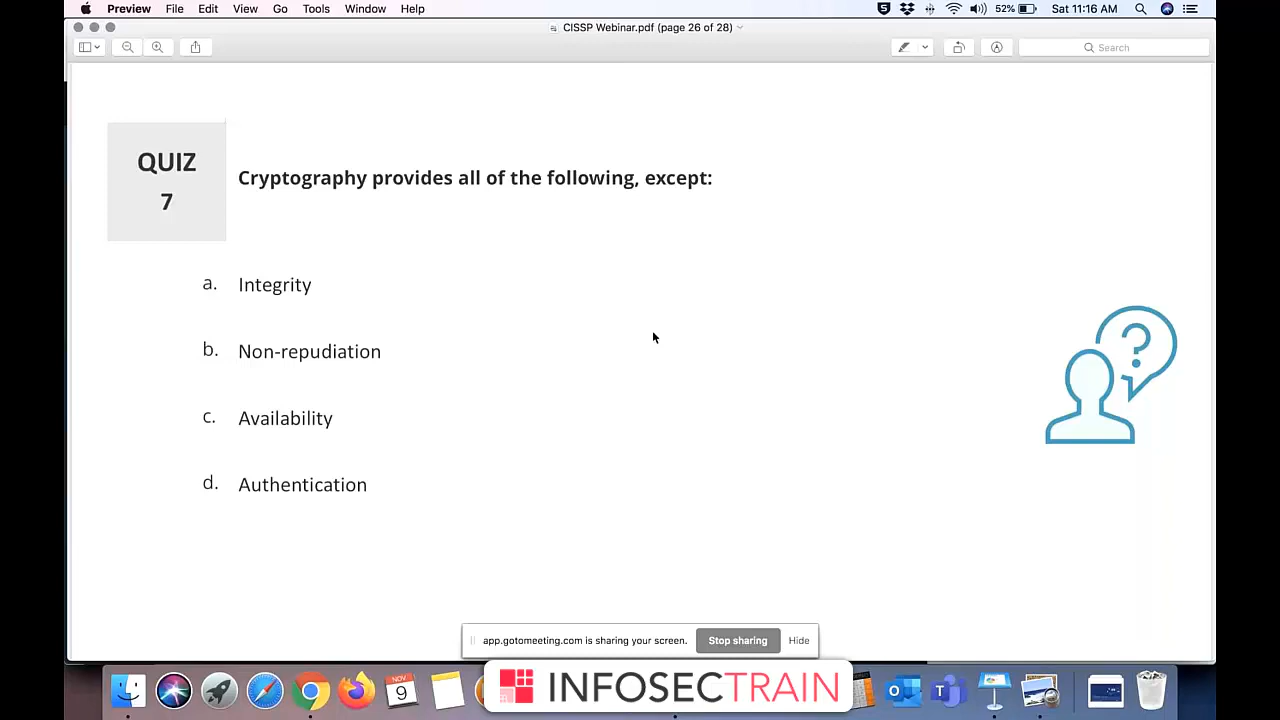 Preview File Edit View Go Tools Window Help 52% Sat 11:16 AM
CISSP Webinar.pdf (page 26 of 28)
Search
QUIZ
7
Cryptography provides all of the following, except:
a. Integrity
b. Non-repudiation
?
c. Availability
d. Authentication
app.gotomeeting.com is sharing your screen. Stop sharing Hide
NOV
9
INFOSECTRAIN